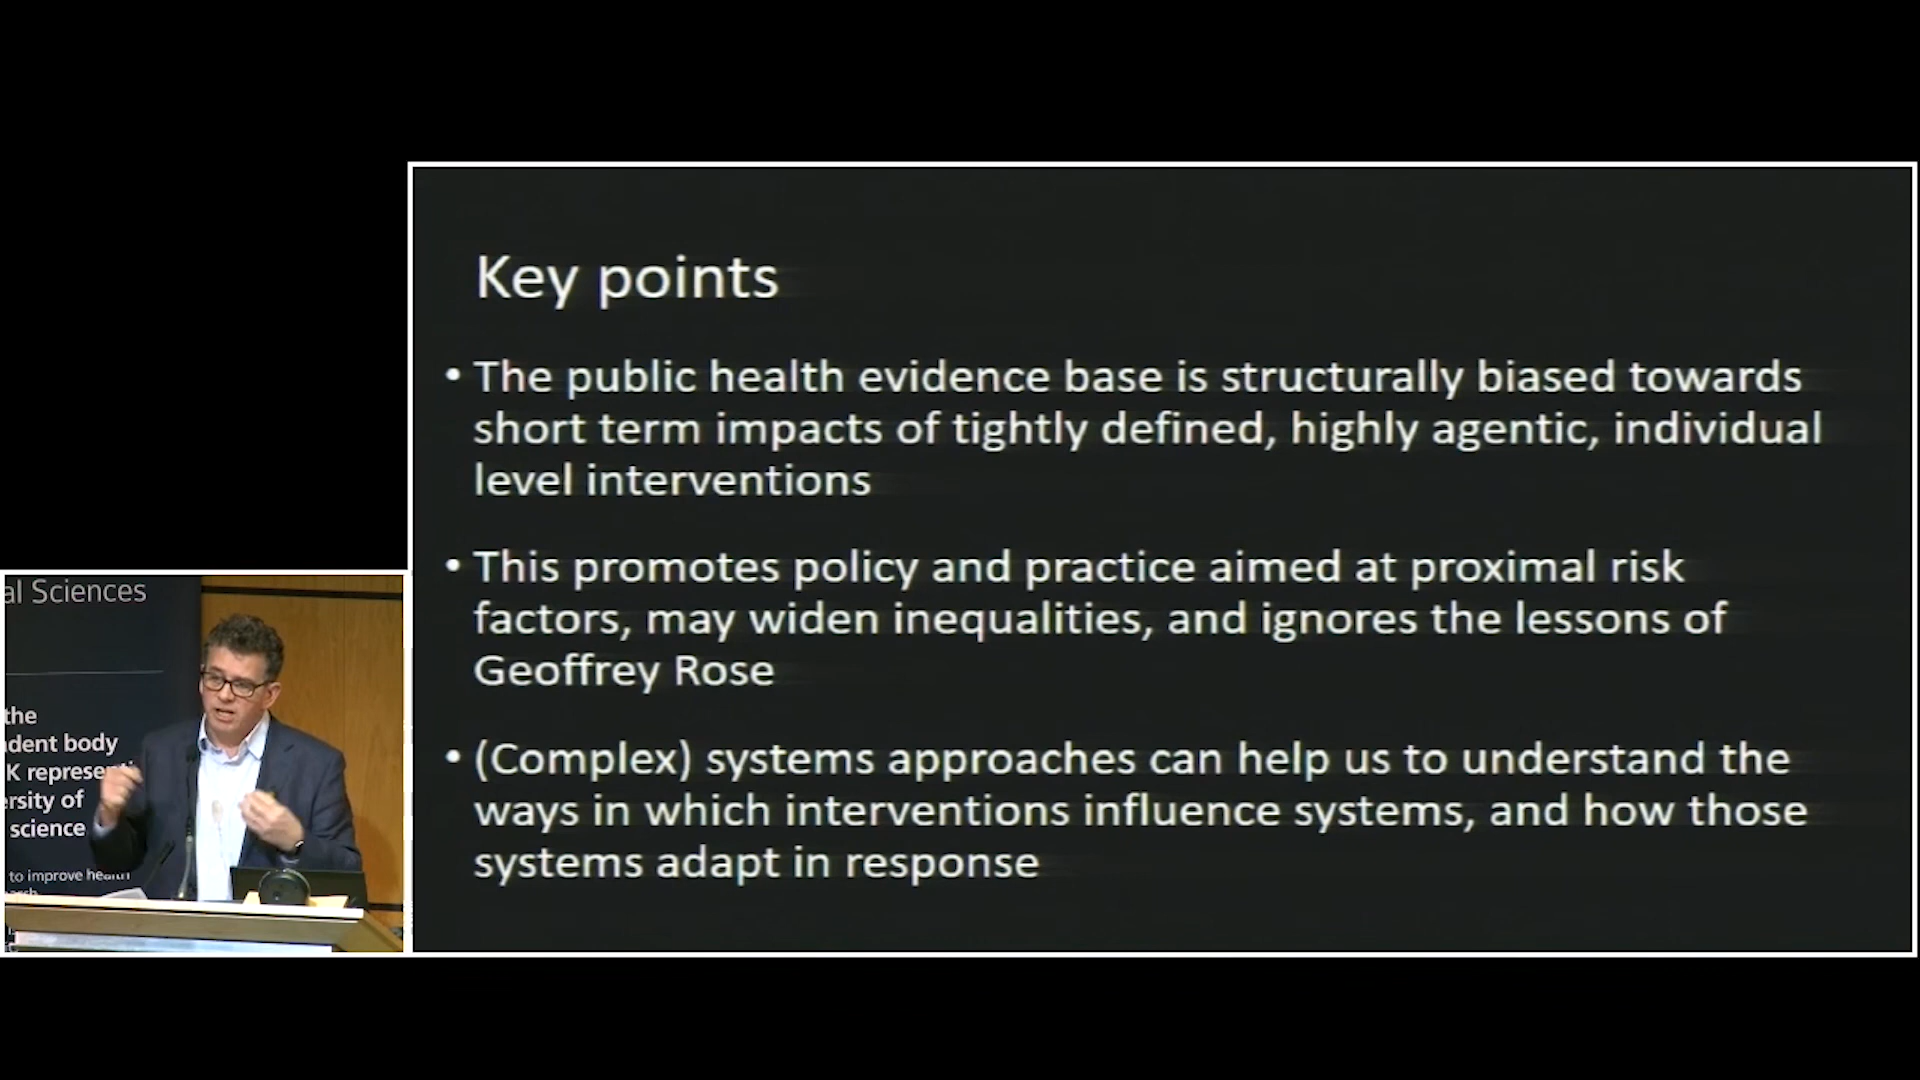 Key points
• The public health evidence base is structurally biased towards
short term impacts of tightly defined, highly agentic, individual
level interventions
• This promotes policy and practice aimed at proximal risk
factors, may widen inequalities, and ignores the lessons of
Geoffrey Rose
• (Complex) systems approaches can help us to understand the
ways in which interventions influence systems, and how those
systems adapt in response
al Sciences
the
dent body
K represent
ersity of
science
to improve health